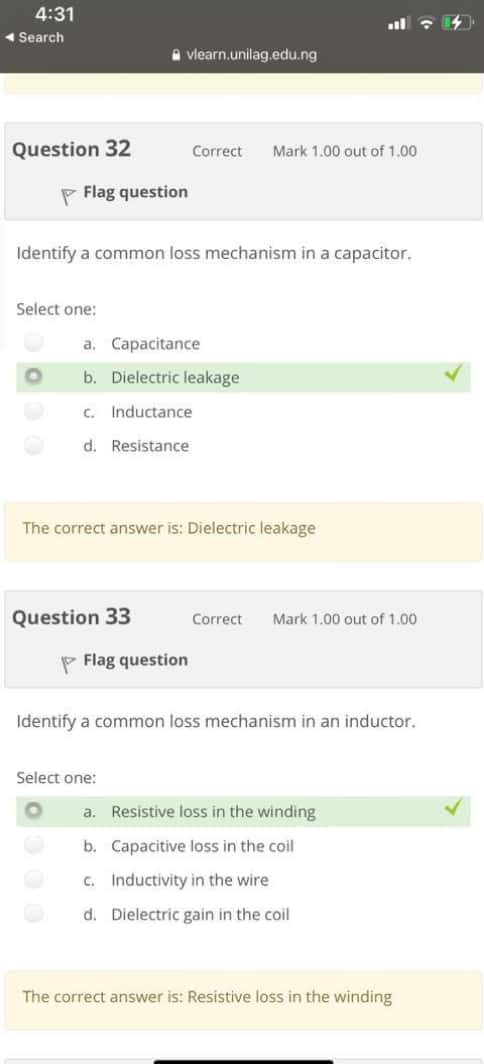 4:31
◀ Search
vlearn.unilag.edu.ng
Question 32 Correct Mark 1.00 out of 1.00
Flag question
Identify a common loss mechanism in a capacitor.
Select one:
a. Capacitance
b. Dielectric leakage
c. Inductance
d. Resistance
The correct answer is: Dielectric leakage
Question 33 Correct Mark 1.00 out of 1.00
Flag question
Identify a common loss mechanism in an inductor.
Select one:
a. Resistive loss in the winding
b. Capacitive loss in the coil
c. Inductivity in the wire
d. Dielectric gain in the coil
The correct answer is: Resistive loss in the winding